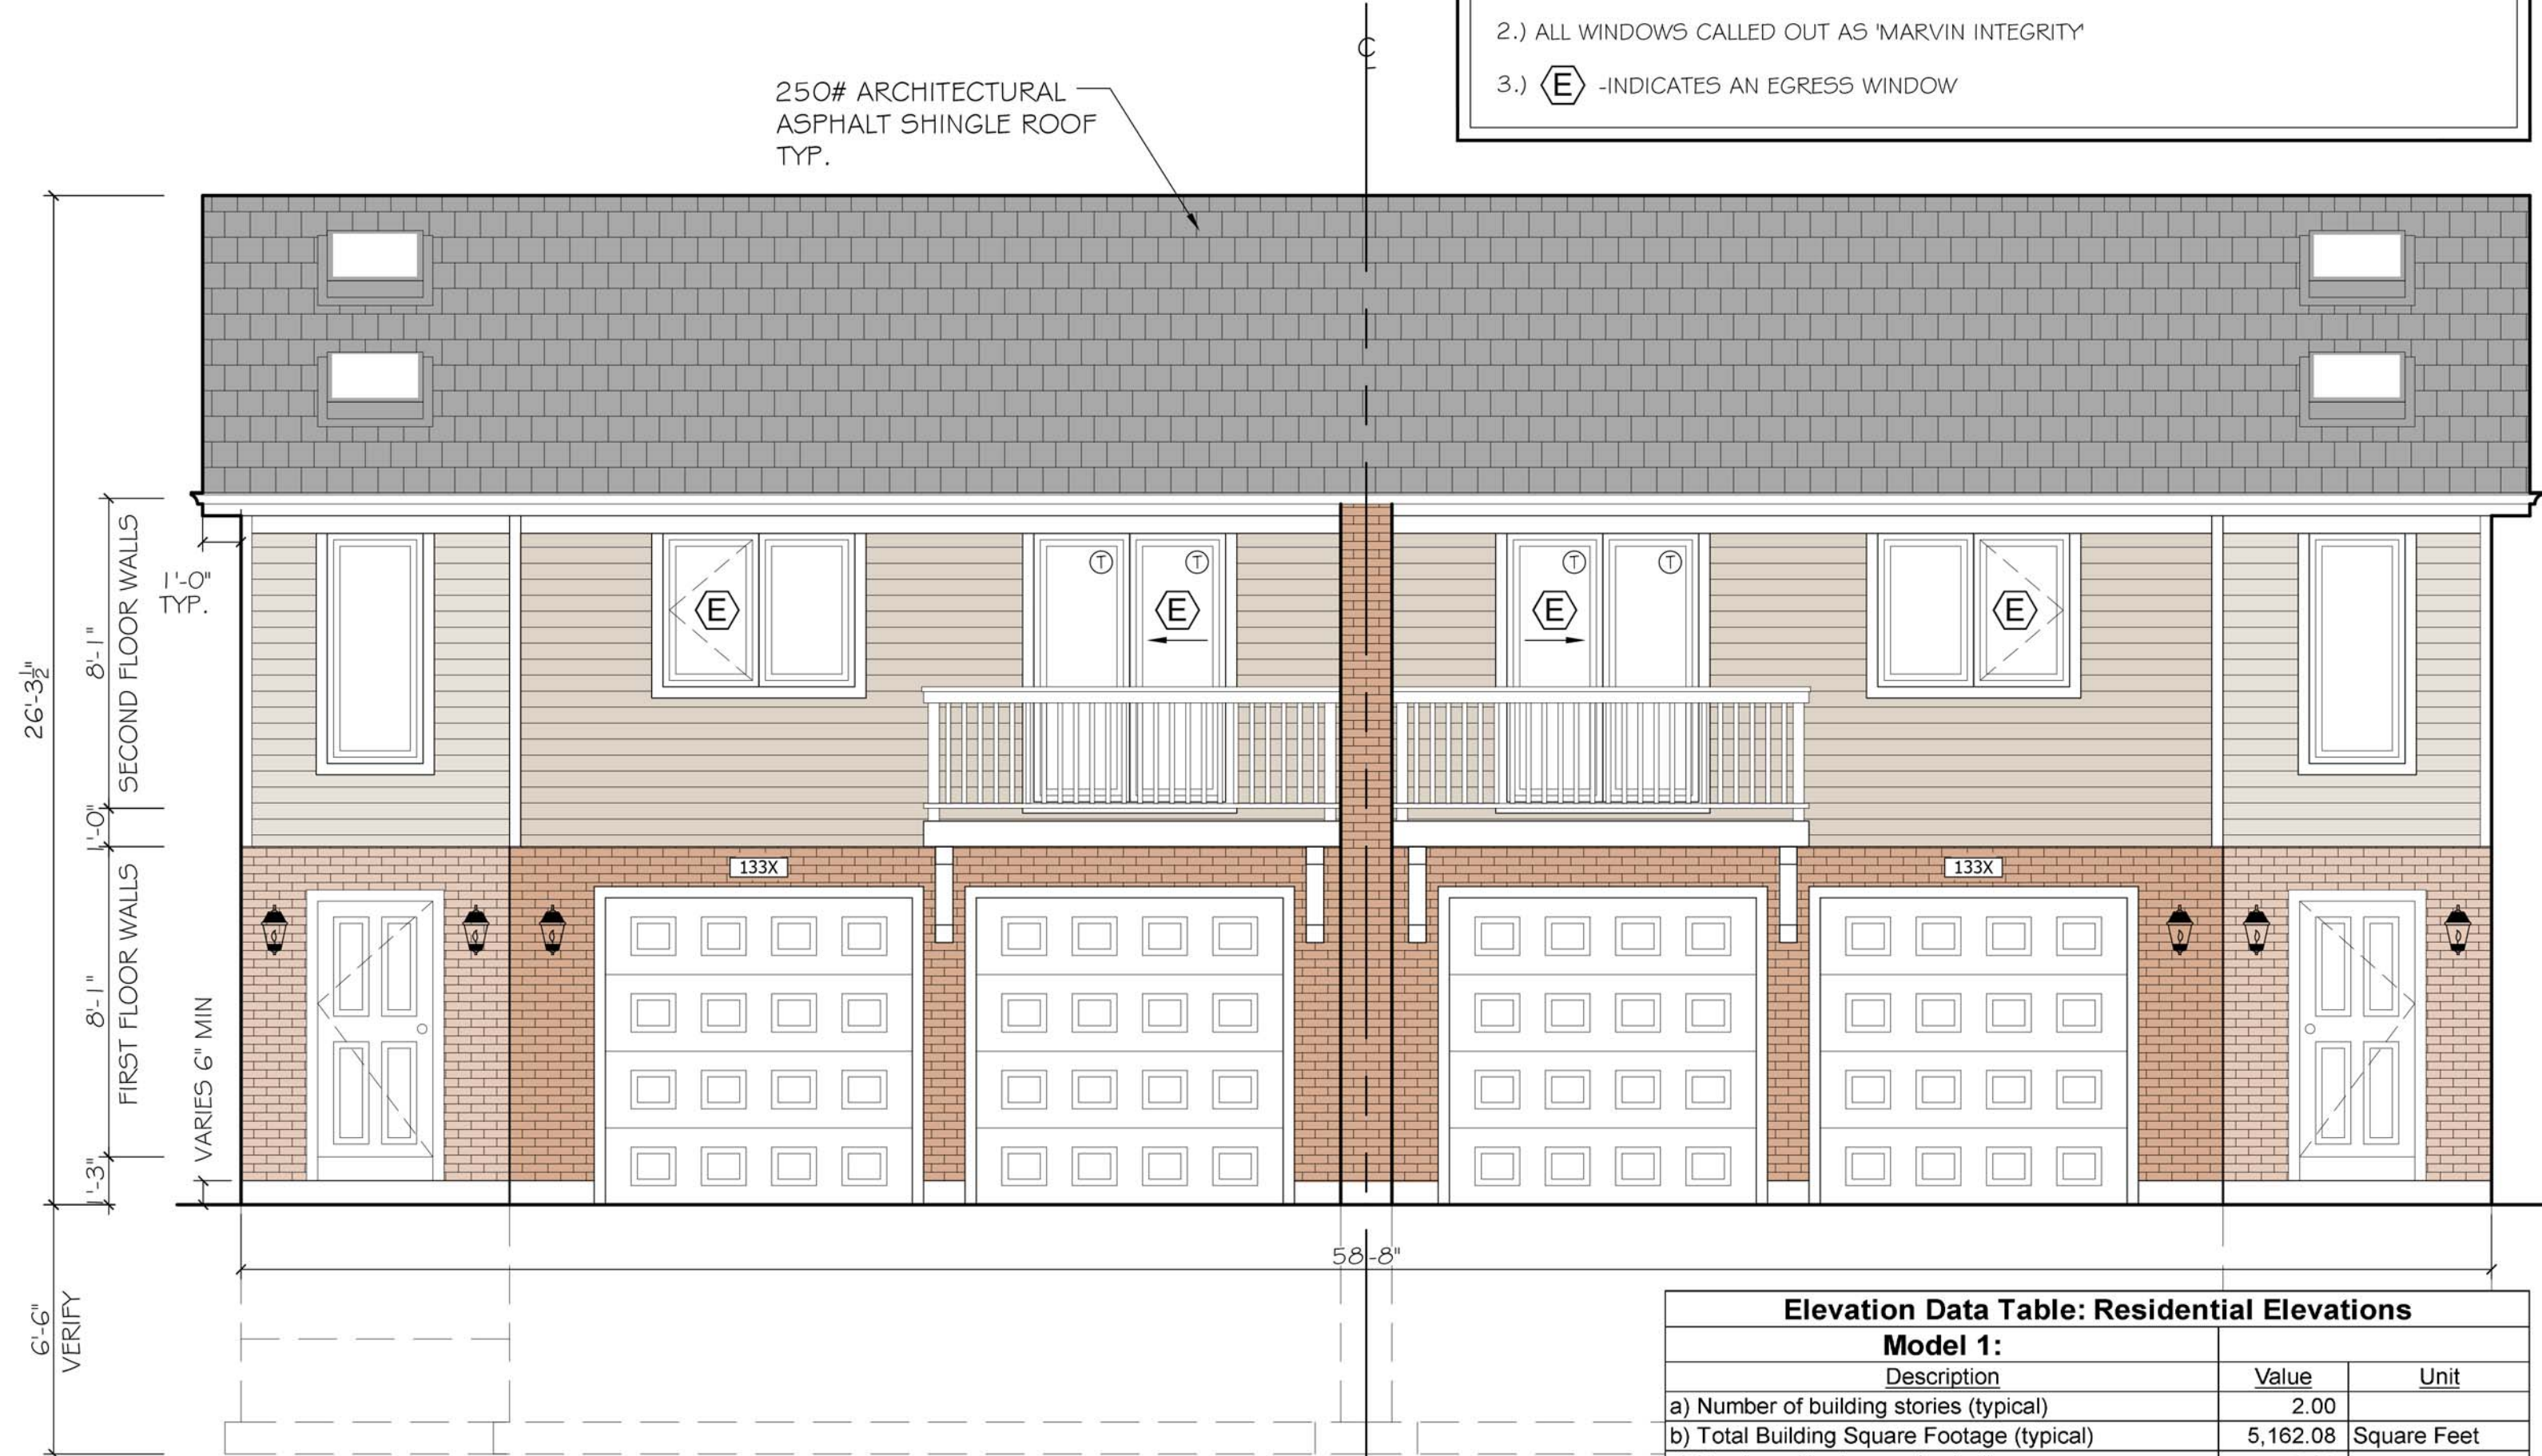 2.) ALL WINDOWS CALLED OUT AS 'MARVIN INTEGRITY'
3.) E -INDICATES AN EGRESS WINDOW
℄
250# ARCHITECTURAL
ASPHALT SHINGLE ROOF
TYP.
26'-3½"
8'-1"
SECOND FLOOR WALLS
1'-0"
TYP.
1'-0"
8'-1"
FIRST FLOOR WALLS
1'-3"
VARIES 6" MIN
6'-6"
VERIFY
E
T
T
E
T
T
E
E
133X
133X
58'-8"
Elevation Data Table: Residential Elevations
Model 1:
Description Value Unit
a) Number of building stories (typical) 2.00
b) Total Building Square Footage (typical) 5,162.08 Square Feet